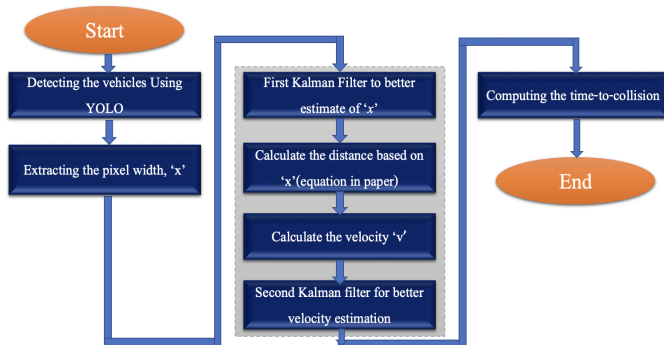 Start
Detecting the vehicles Using
YOLO
Extracting the pixel width, ‘x’
First Kalman Filter to better
estimate of ‘x’
Calculate the distance based on
‘x’(equation in paper)
Calculate the velocity ‘v’
Second Kalman filter for better
velocity estimation
Computing the time-to-collision
End